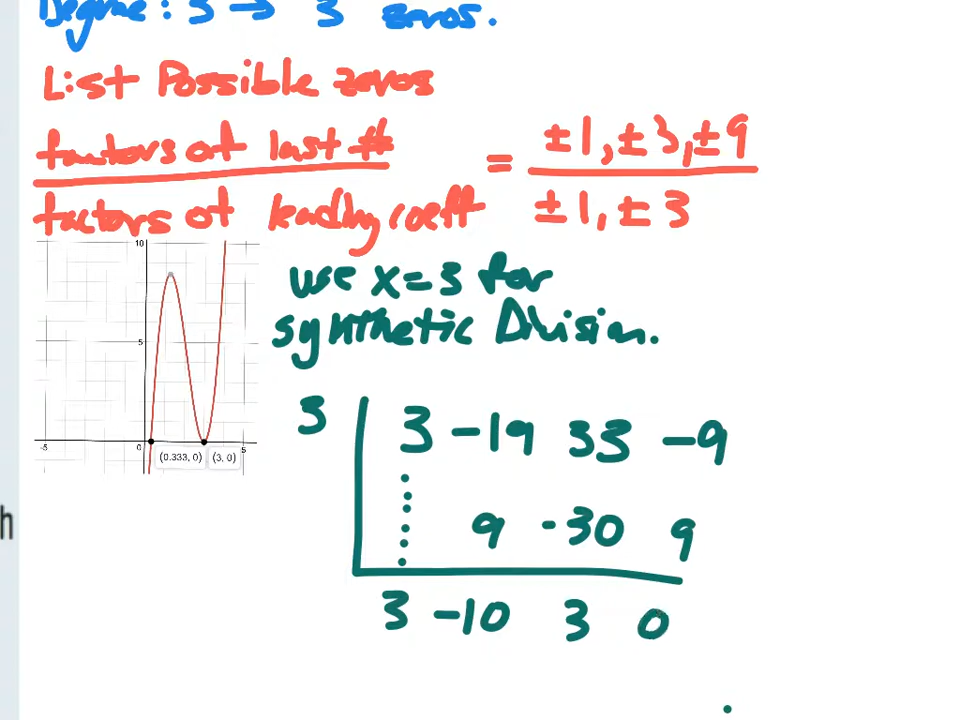 Degree: 3 → 3 zeros.
List Possible zeros
factors of last # = ±1, ±3, ±9
factors of leading coeff ±1, ±3
use x=3 for
synthetic Division.
10
5
-5 0 5
(0.333, 0) (3, 0)
3 3 -19 33 -9
9 -30 9
3 -10 3 0
h